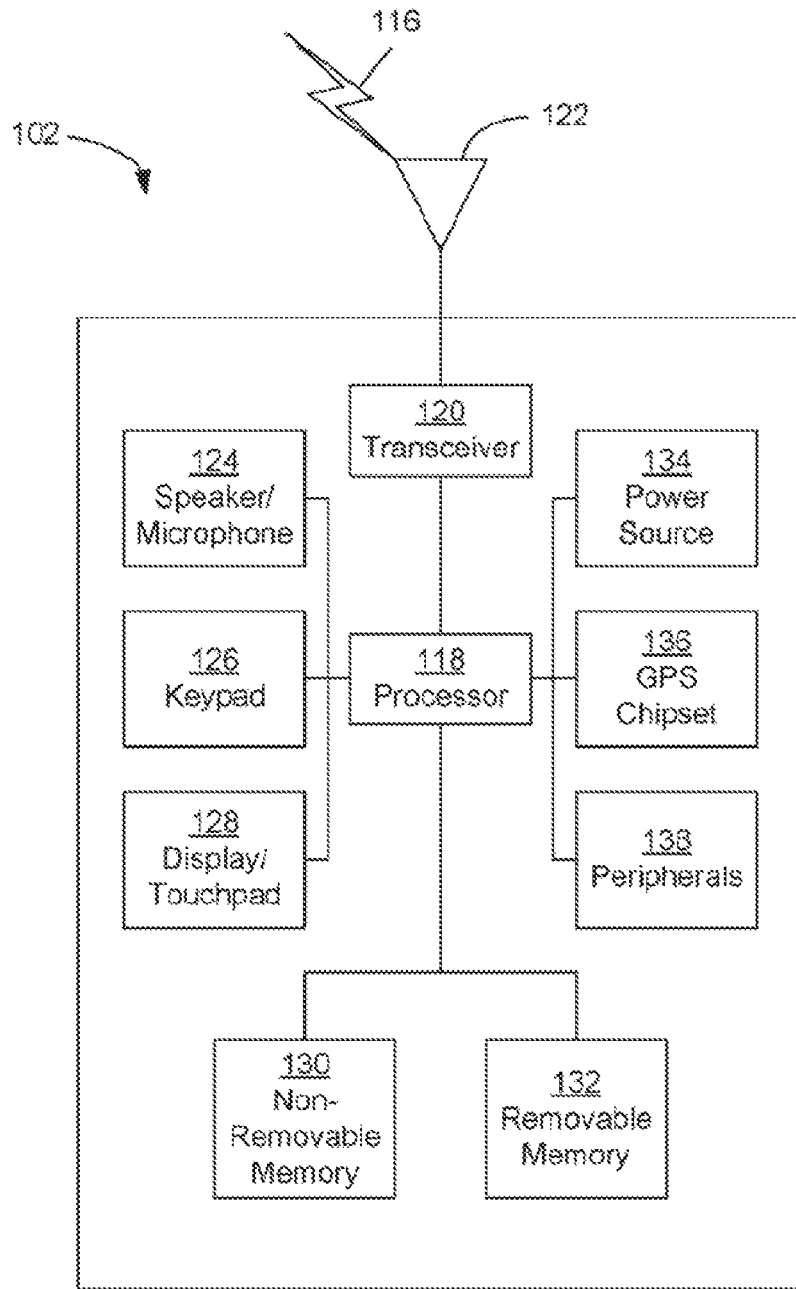 116
122
102
120
Transceiver
124
Speaker/
Microphone
134
Power
Source
126
Keypad
118
Processor
136
GPS
Chipset
128
Display/
Touchpad
138
Peripherals
130
Non-
Removable
Memory
132
Removable
Memory